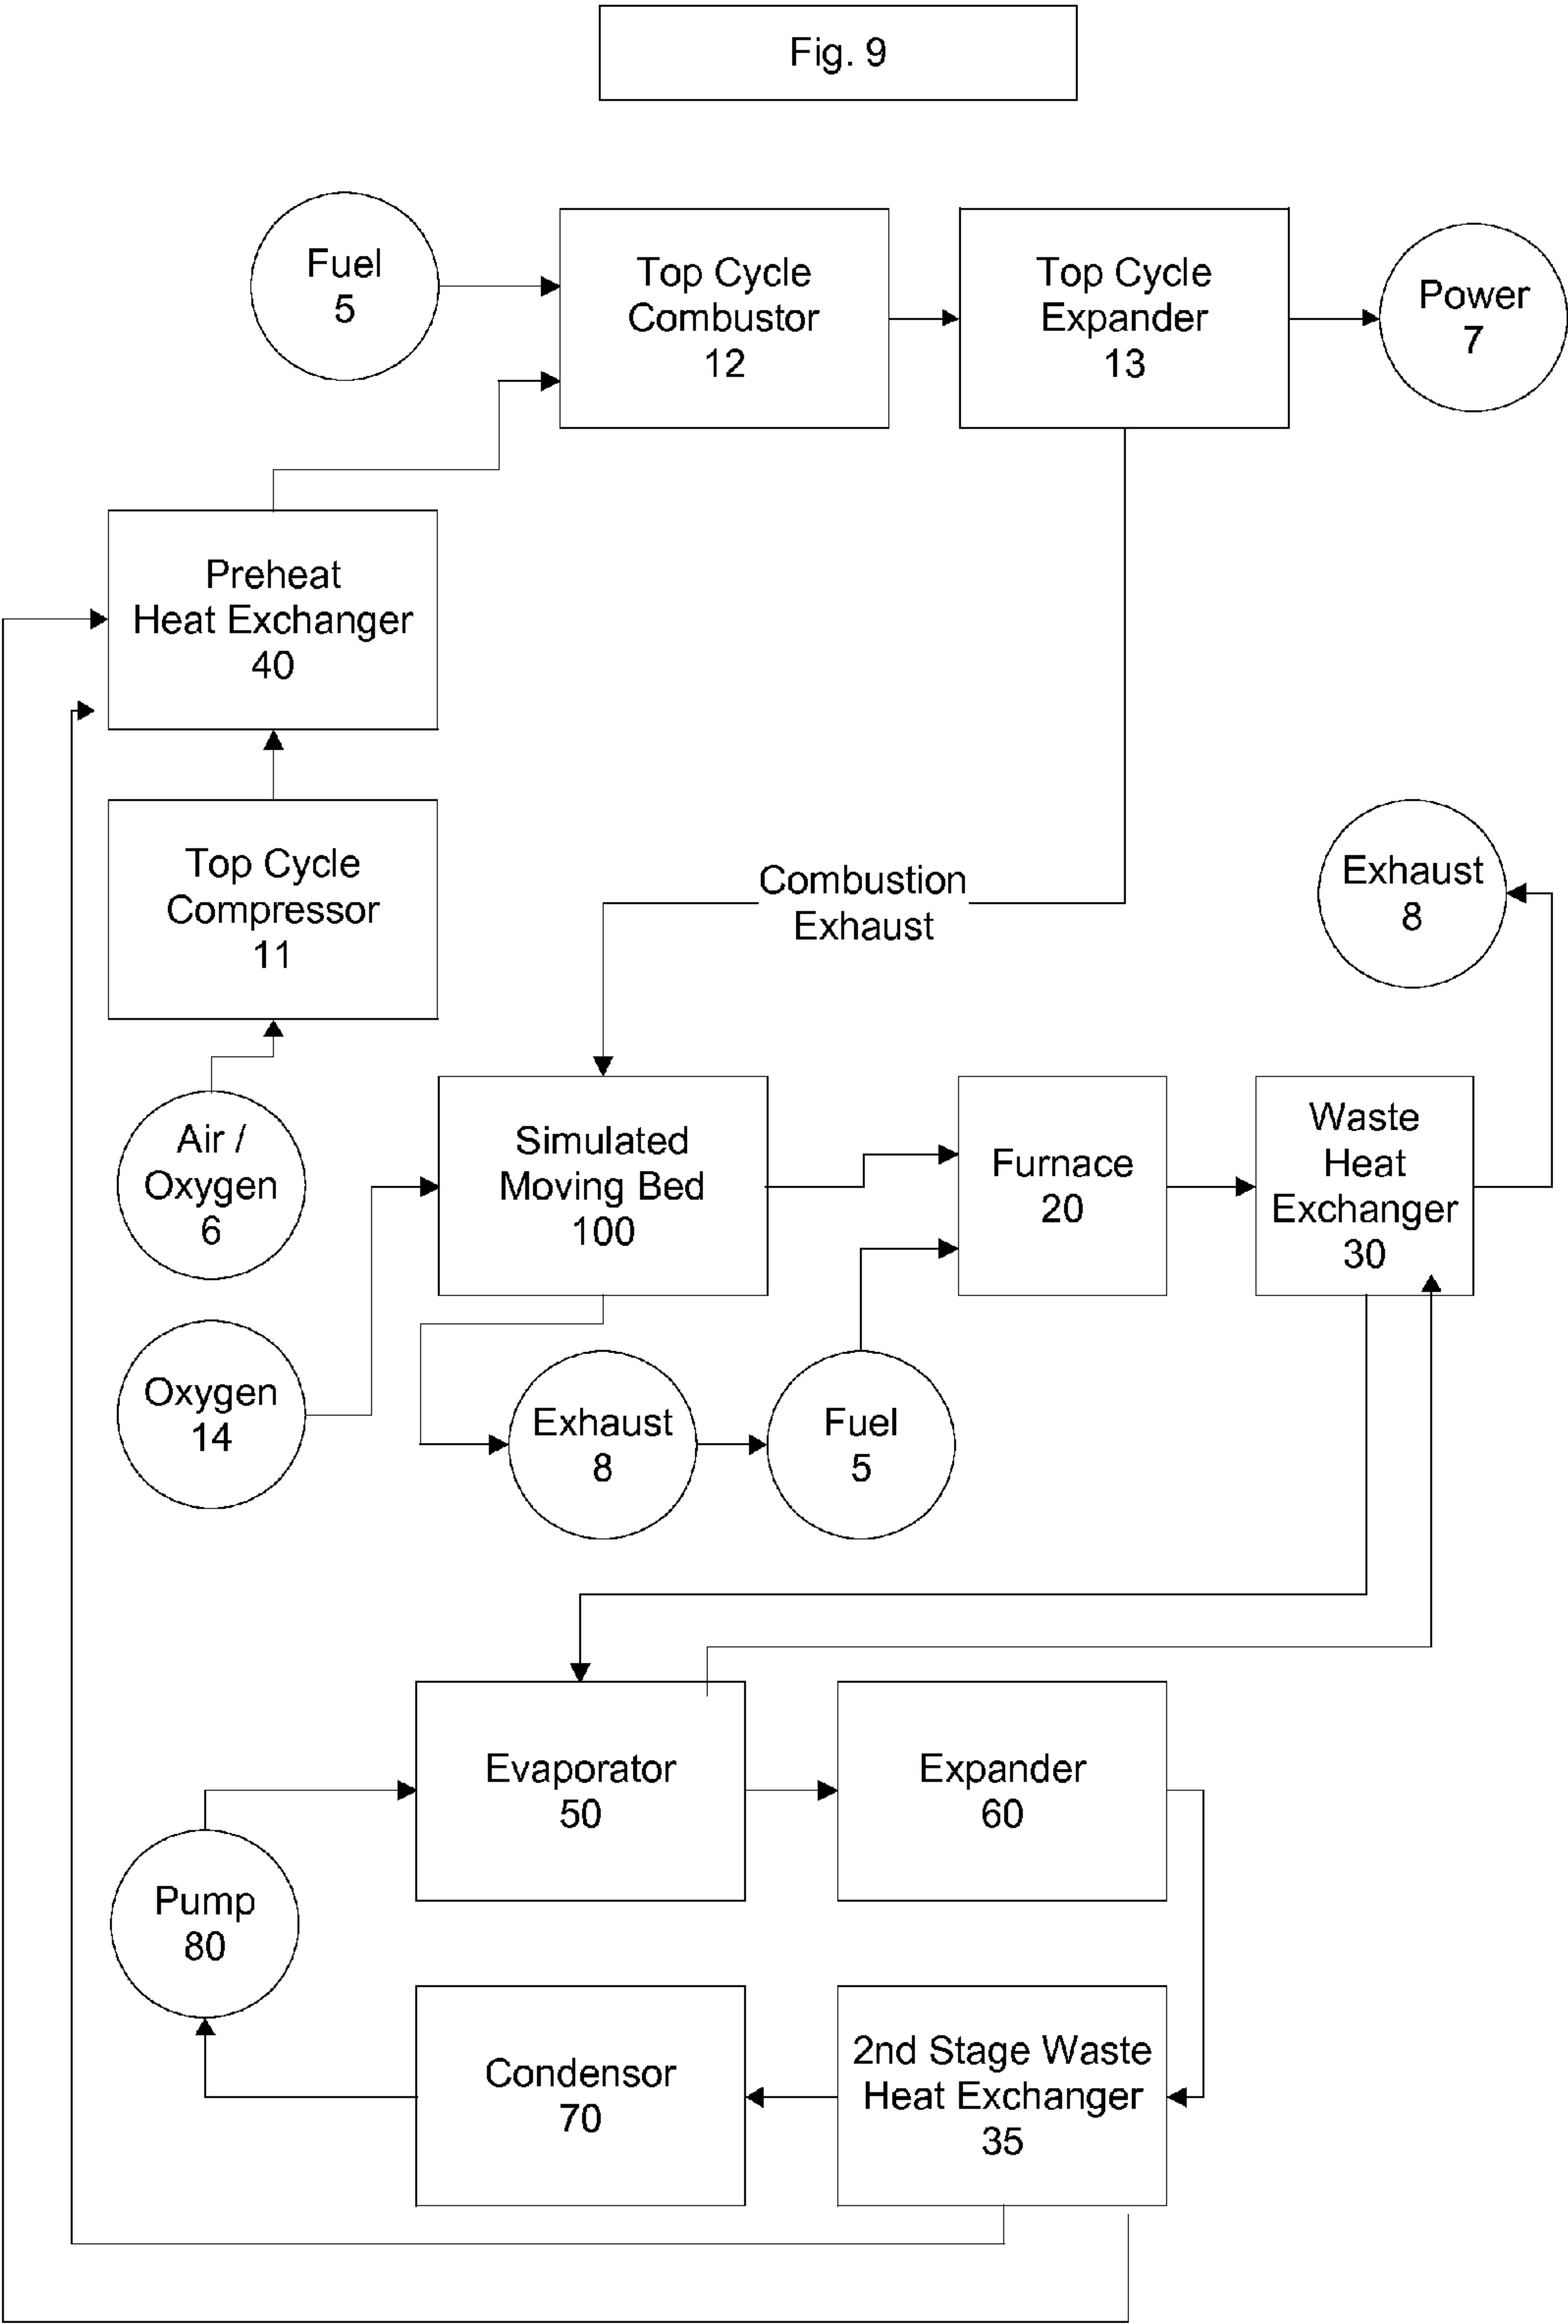 Fig. 9
Fuel
5
Top Cycle
Combustor
12
Top Cycle
Expander
13
Power
7
Preheat
Heat Exchanger
40
Top Cycle
Compressor
11
Combustion
Exhaust
Exhaust
8
Air /
Oxygen
6
Simulated
Moving Bed
100
Furnace
20
Waste
Heat
Exchanger
30
Oxygen
14
Exhaust
8
Fuel
5
Evaporator
50
Expander
60
Pump
80
Condensor
70
2nd Stage Waste
Heat Exchanger
35